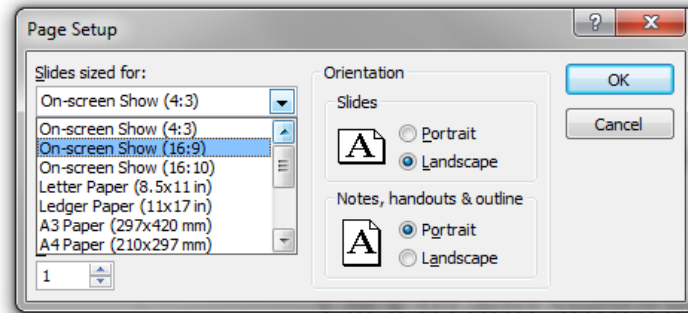 Page Setup
Slides sized for:
On-screen Show (4:3)
On-screen Show (4:3)
On-screen Show (16:9)
On-screen Show (16:10)
Letter Paper (8.5x11 in)
Ledger Paper (11x17 in)
A3 Paper (297x420 mm)
A4 Paper (210x297 mm)
1
Orientation
Slides
A
Portrait
Landscape
Notes, handouts & outline
A
Portrait
Landscape
?
X
OK
Cancel